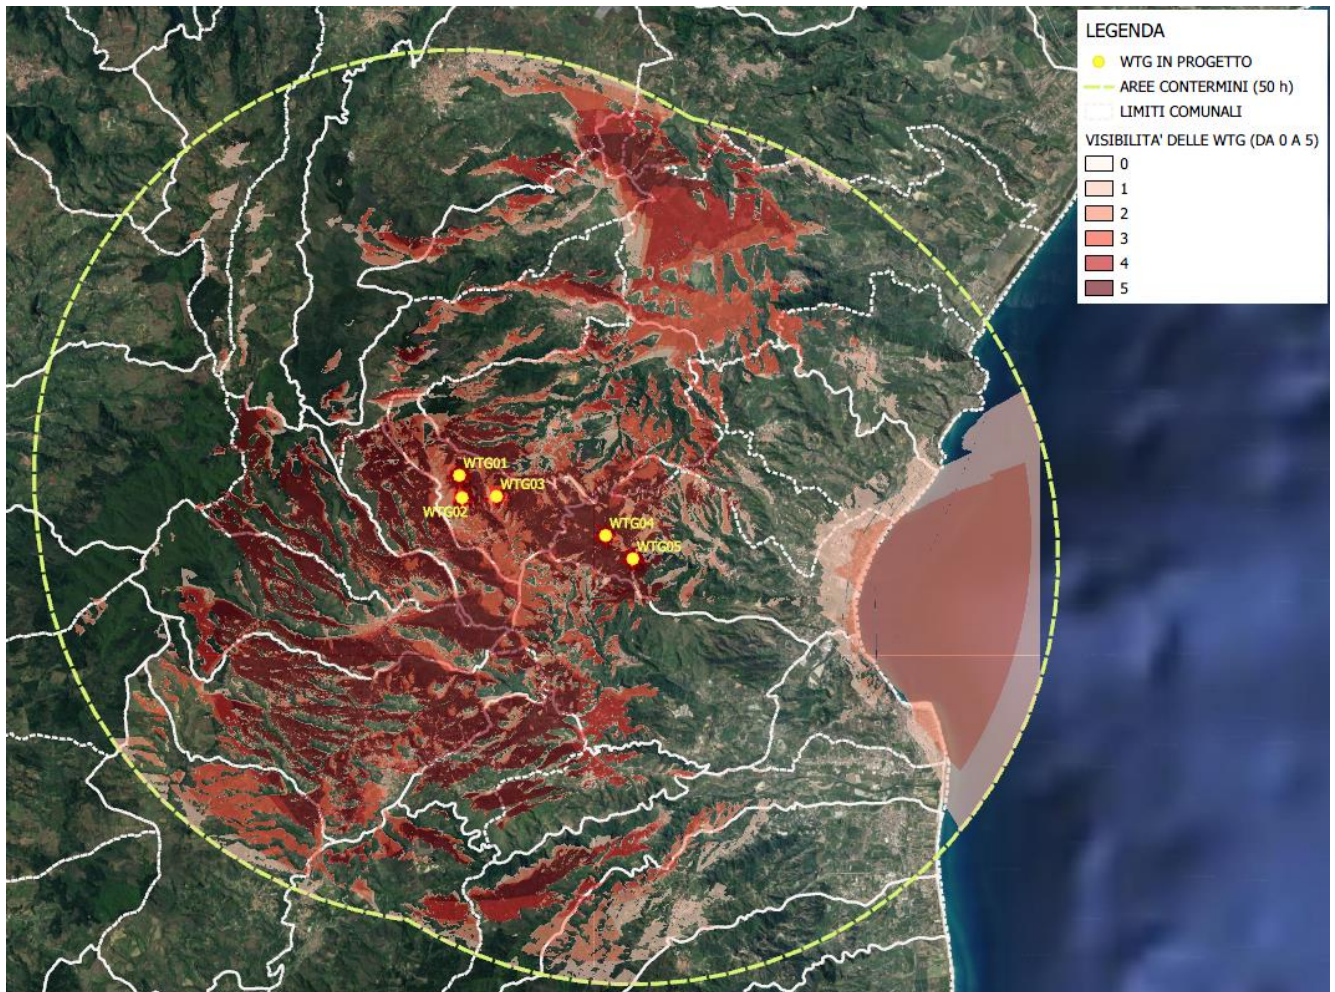 LEGENDA
WTG IN PROGETTO
AREE CONTERMINI (50 h)
LIMITI COMUNALI
VISIBILITA' DELLE WTG (DA 0 A 5)
0
1
2
3
4
5
WTG01
WTG03
WTG02
WTG04
WTG05